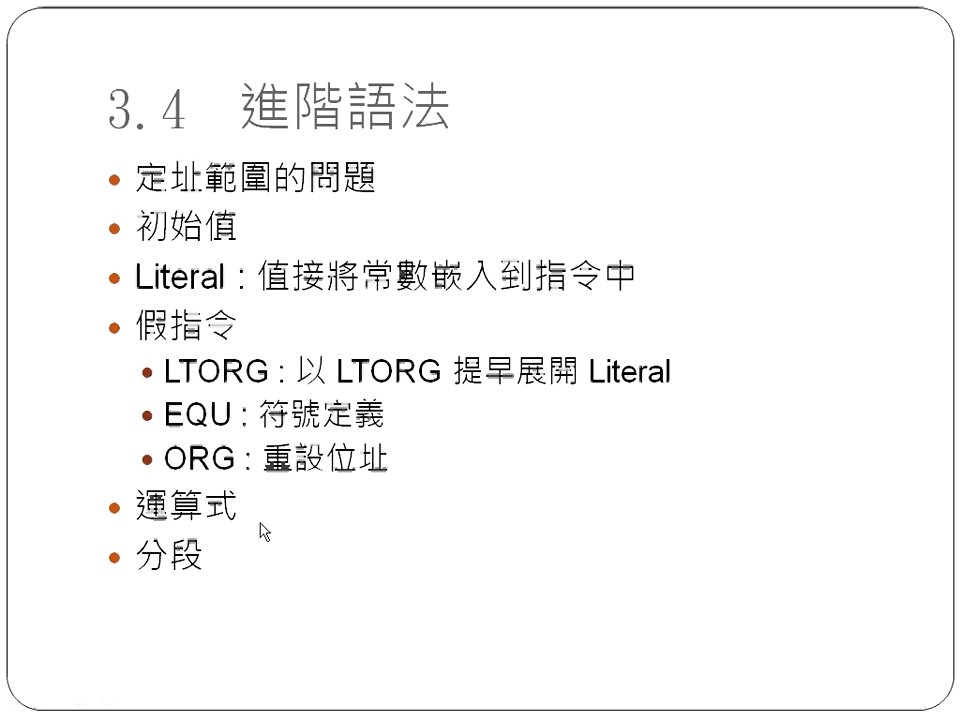 3.4 進階語法
定址範圍的問題
初始值
Literal : 值接將常數嵌入到指令中
假指令
LTORG : 以 LTORG 提早展開 Literal
EQU : 符號定義
ORG : 重設位址
運算式
分段